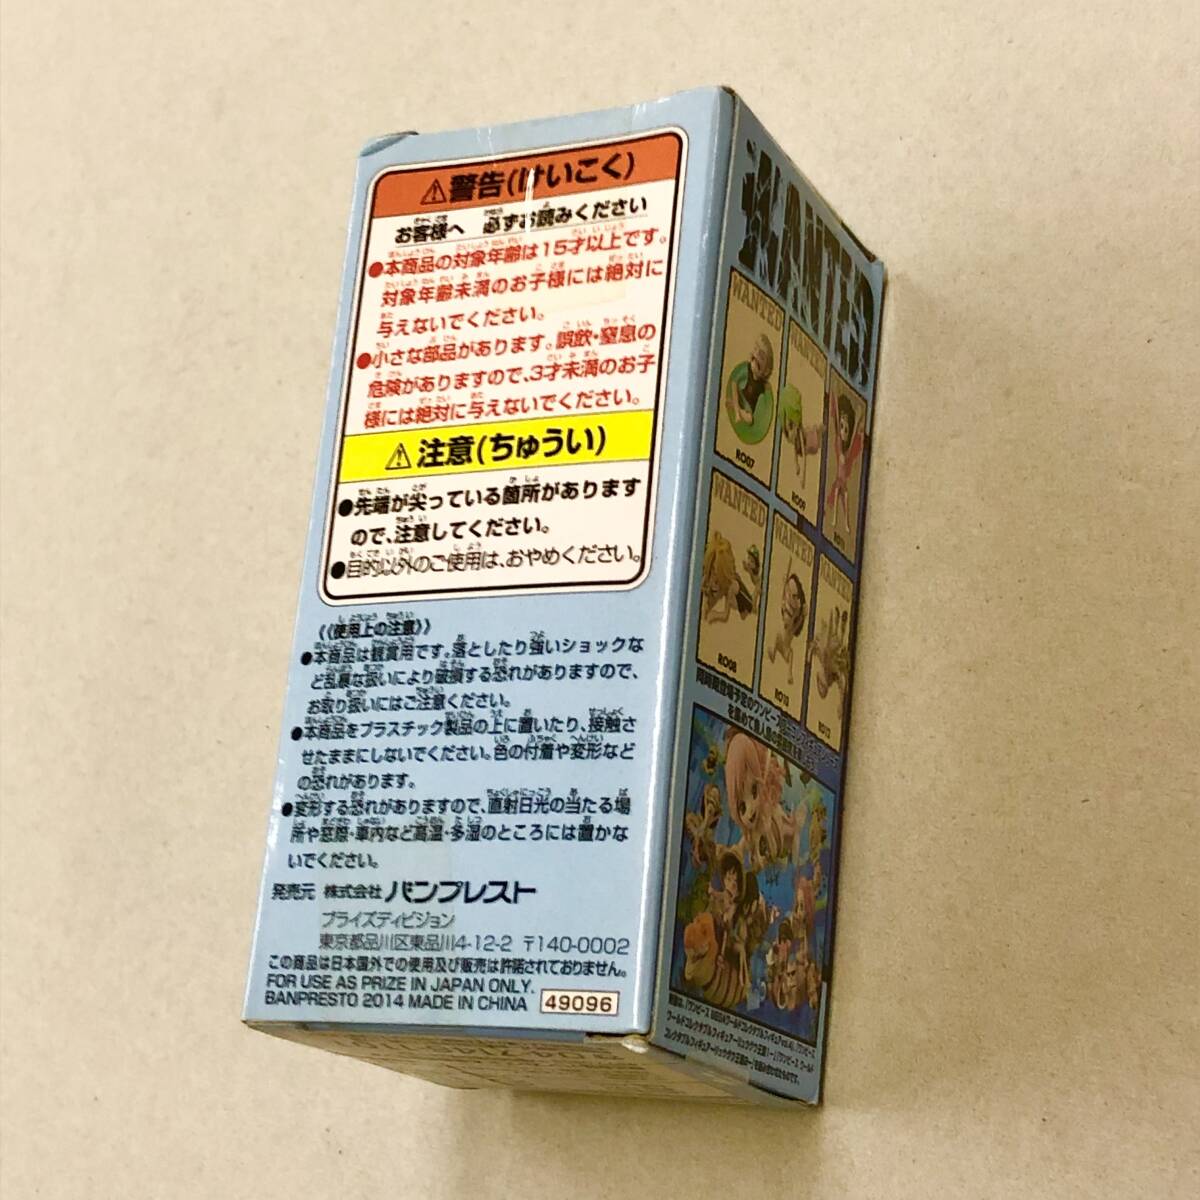 警告(けいこく)
お客様へ 必ずお読みください
●本商品の対象年齢は15才以上です。
対象年齢未満のお子様には絶対に
与えないでください。
●小さな部品があります。誤飲・窒息の
危険がありますので、3才未満のお子
様には絶対に与えないでください。
注意(ちゅうい)
●先端が尖っている箇所があります
ので、注意してください。
●目的以外のご使用は、おやめください。
《使用上の注意》
●本商品は観賞用です。落としたり強いショックな
ど乱暴な扱いにより破損する恐れがありますので、
お取り扱いにはご注意ください。
●本商品をプラスチック製品の上に置いたり、接触さ
せたままにしないでください。色の付着や変形など
の恐れがあります。
●変形する恐れがありますので、直射日光の当たる場
所や窓際・車内など高温・多湿のところには置かな
いでください。
発売元 株式会社 バンプレスト
プライズディビジョン
東京都品川区東品川4-12-2 〒140-0002
この商品は日本国外での使用及び販売は許諾されておりません。
FOR USE AS PRIZE IN JAPAN ONLY.
BANPRESTO 2014 MADE IN CHINA 49096
WANTED
WANTED
WANTED
RO07
RO09
WANTED
WANTED
RO08
RO10
RO12